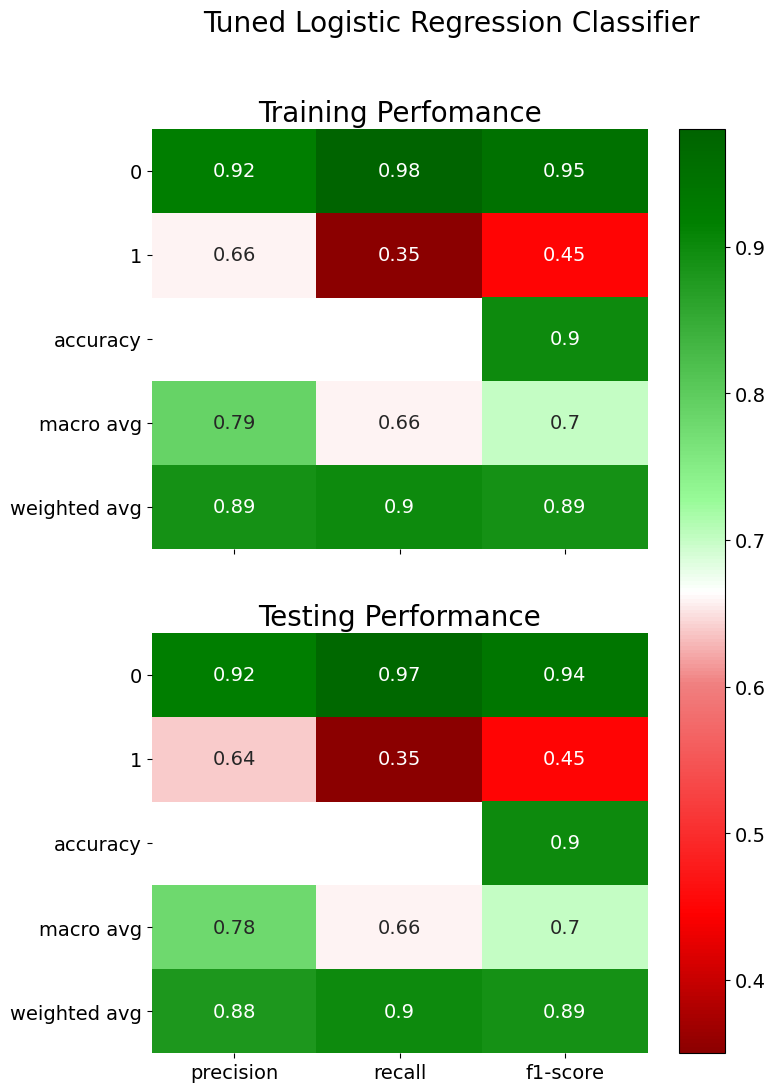 Tuned Logistic Regression Classifier
Training Perfomance
0 0.92 0.98 0.95
1 0.66 0.35 0.45
accuracy 0.9
macro avg 0.79 0.66 0.7
weighted avg 0.89 0.9 0.89
Testing Performance
0 0.92 0.97 0.94
1 0.64 0.35 0.45
accuracy 0.9
macro avg 0.78 0.66 0.7
weighted avg 0.88 0.9 0.89
precision recall f1-score
0.9
0.8
0.7
0.6
0.5
0.4